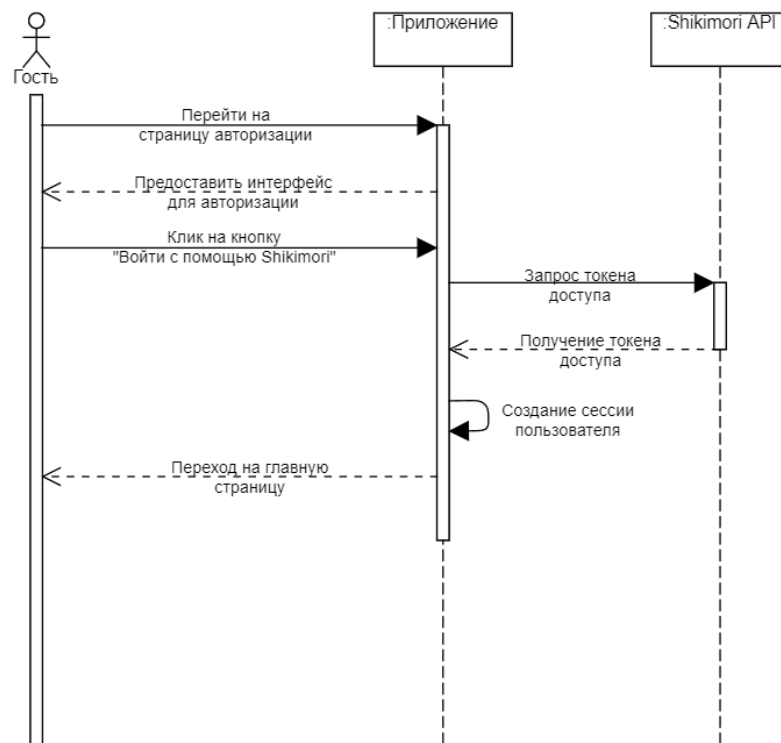 :Приложение
:Shikimori API
Гость
Перейти на
страницу авторизации
Предоставить интерфейс
для авторизации
Клик на кнопку
"Войти с помощью Shikimori"
Запрос токена
доступа
Получение токена
доступа
Создание сессии
пользователя
Переход на главную
страницу